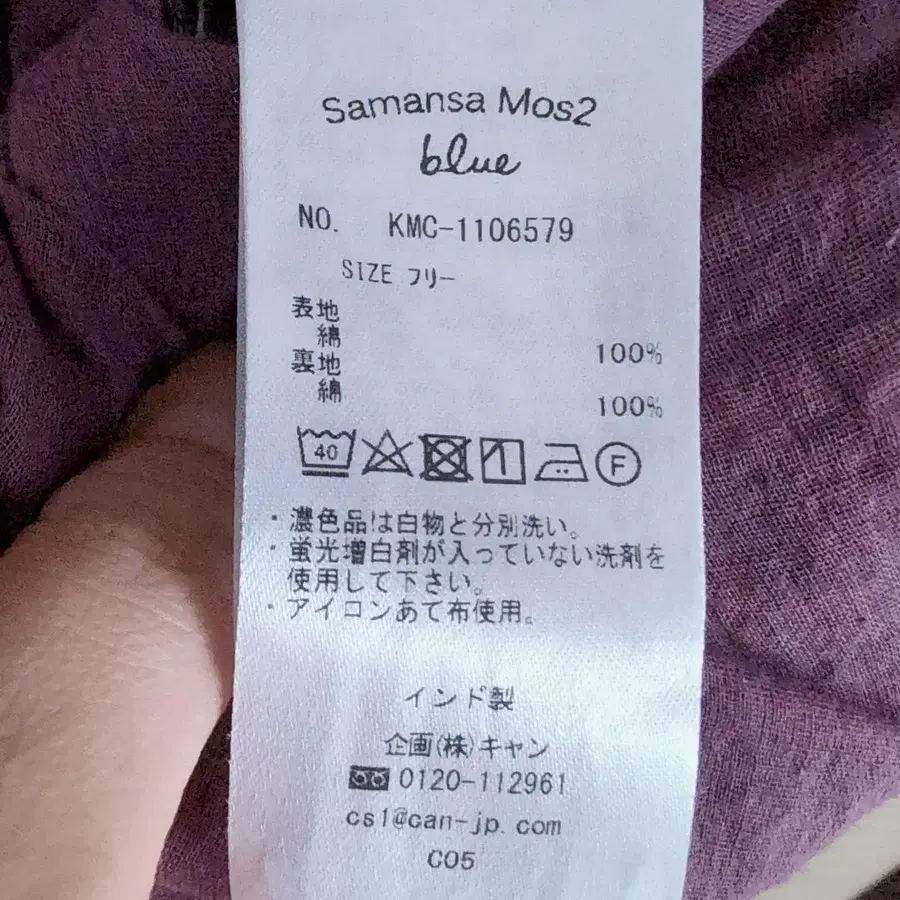 Samansa Mos2
blue
NO. KMC-1106579
SIZE フリー
表地
綿 100%
裏地
綿 100%
40 F
・濃色品は白物と分別洗い。
・蛍光増白剤が入っていない洗剤を
使用して下さい。
・アイロンあて布使用。
インド製
企画(株)キャン
0120-112961
cs1@can-jp.com
C05